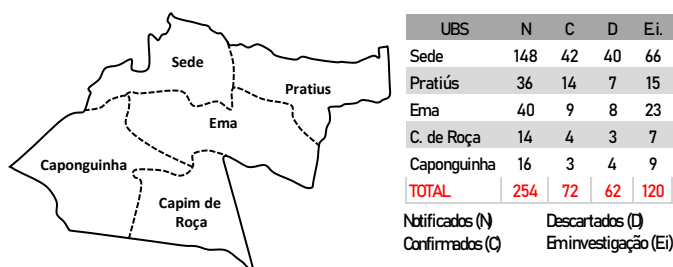 Sede
Pratius
Ema
Caponguinha
Capim de
Roça
UBS N C D E.i.
Sede 148 42 40 66
Pratiús 36 14 7 15
Ema 40 9 8 23
C. de Roça 14 4 3 7
Caponguinha 16 3 4 9
TOTAL 254 72 62 120
Notificados (N) Descartados (D)
Confirmados (C) Em investigação (E.i)